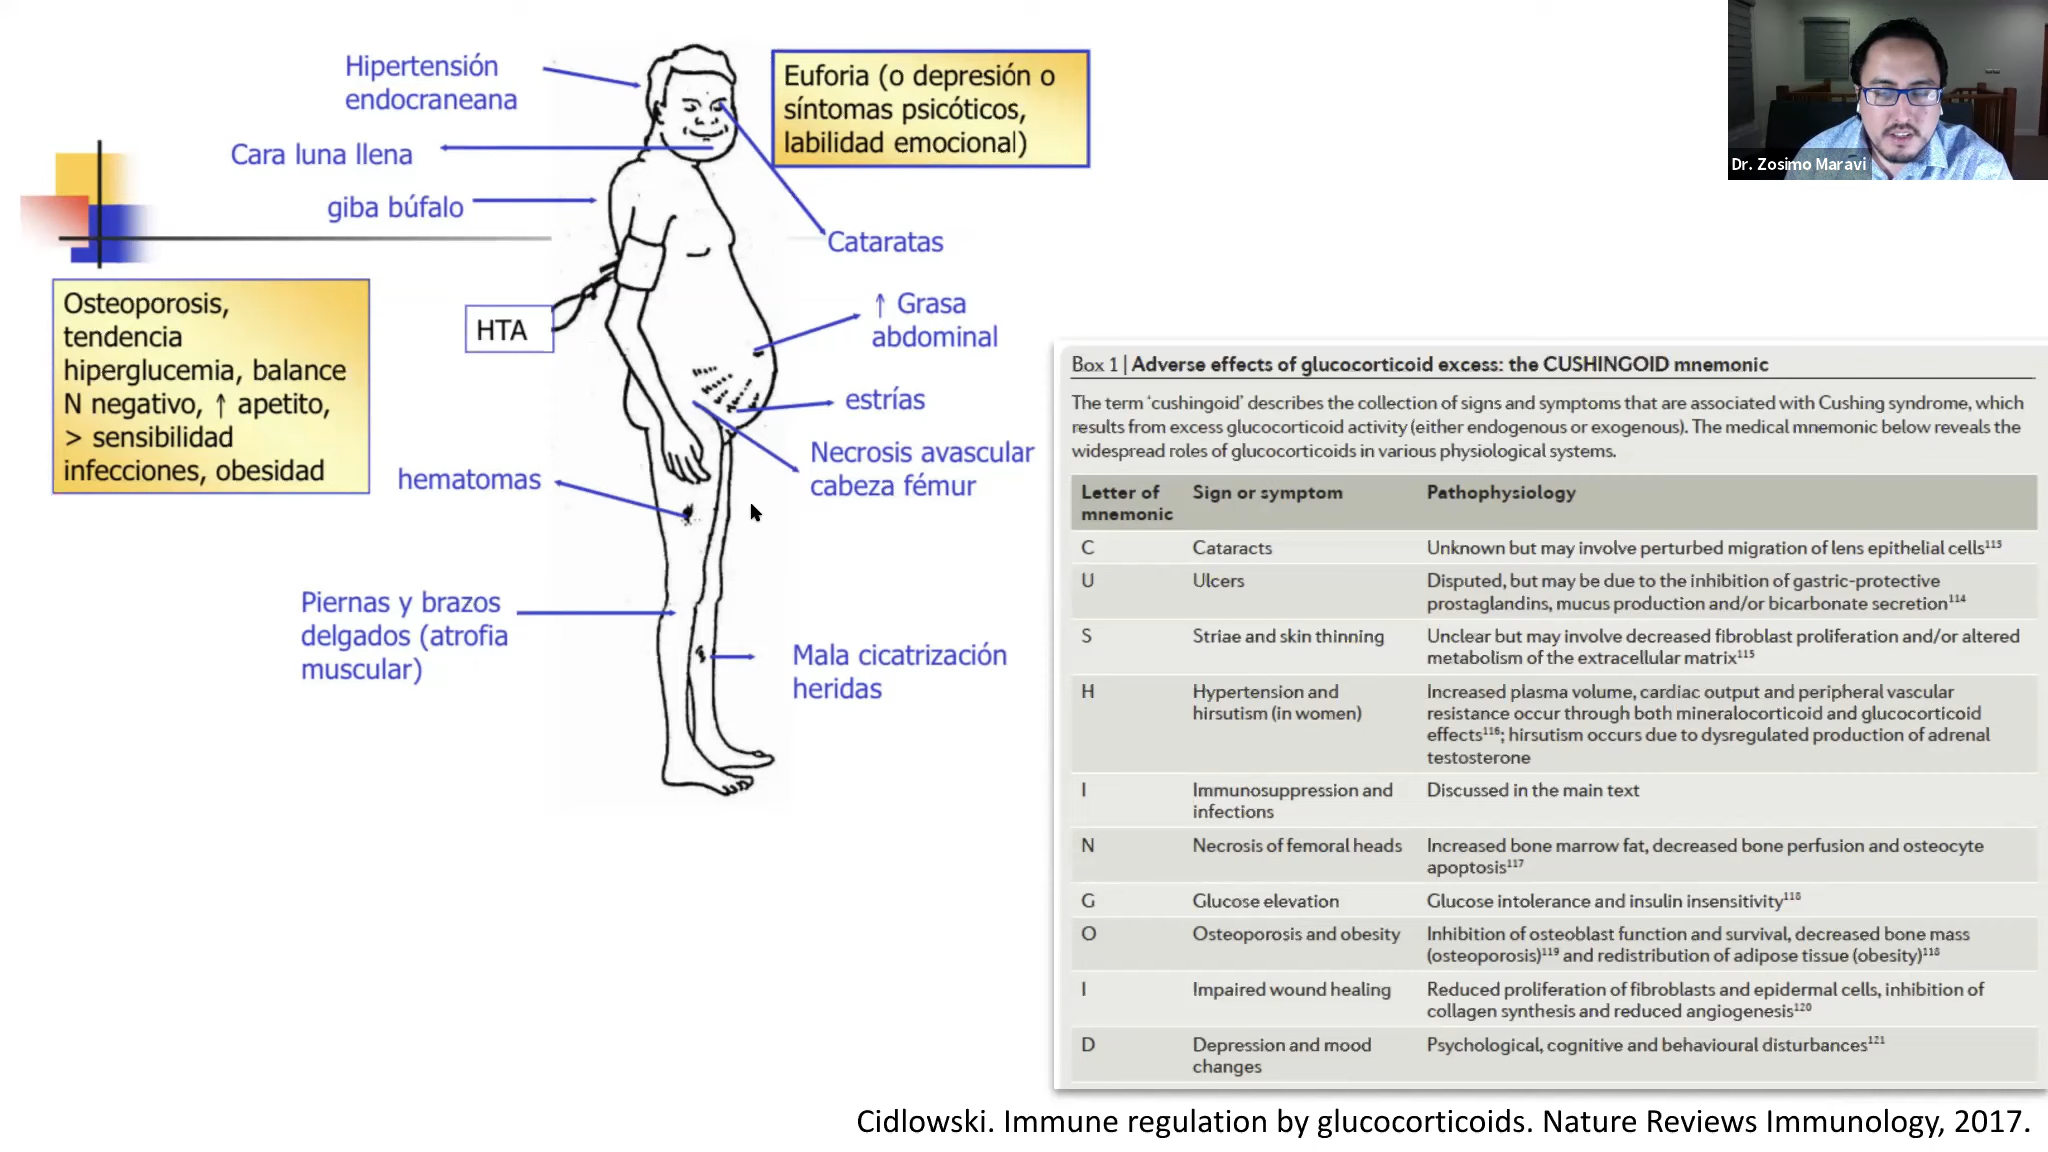 Hipertensión
endocraneana
Euforia (o depresión o
síntomas psicóticos,
labilidad emocional)
Dr. Zosimo Maravi
Cara luna llena
giba búfalo
Cataratas
Osteoporosis,
tendencia
hiperglucemia, balance
N negativo, ↑ apetito,
> sensibilidad
infecciones, obesidad
HTA
↑ Grasa
abdominal
estrías
Necrosis avascular
cabeza fémur
hematomas
Piernas y brazos
delgados (atrofia
muscular)
Mala cicatrización
heridas
Box 1 | Adverse effects of glucocorticoid excess: the CUSHINGOID mnemonic
The term 'cushingoid' describes the collection of signs and symptoms that are associated with Cushing syndrome, which
results from excess glucocorticoid activity (either endogenous or exogenous). The medical mnemonic below reveals the
widespread roles of glucocorticoids in various physiological systems.
Letter of mnemonic Sign or symptom Pathophysiology
C Cataracts Unknown but may involve perturbed migration of lens epithelial cells¹¹³
U Ulcers Disputed, but may be due to the inhibition of gastric-protective
prostaglandins, mucus production and/or bicarbonate secretion¹¹⁴
S Striae and skin thinning Unclear but may involve decreased fibroblast proliferation and/or altered
metabolism of the extracellular matrix¹¹⁵
H Hypertension and hirsutism (in women) Increased plasma volume, cardiac output and peripheral vascular
resistance occur through both mineralocorticoid and glucocorticoid
effects¹¹⁶; hirsutism occurs due to dysregulated production of adrenal
testosterone
I Immunosuppression and infections Discussed in the main text
N Necrosis of femoral heads Increased bone marrow fat, decreased bone perfusion and osteocyte
apoptosis¹¹⁷
G Glucose elevation Glucose intolerance and insulin insensitivity¹¹⁸
O Osteoporosis and obesity Inhibition of osteoblast function and survival, decreased bone mass
(osteoporosis)¹¹⁹ and redistribution of adipose tissue (obesity)¹¹⁸
I Impaired wound healing Reduced proliferation of fibroblasts and epidermal cells, inhibition of
collagen synthesis and reduced angiogenesis¹²⁰
D Depression and mood changes Psychological, cognitive and behavioural disturbances¹²¹
Cidlowski. Immune regulation by glucocorticoids. Nature Reviews Immunology, 2017.